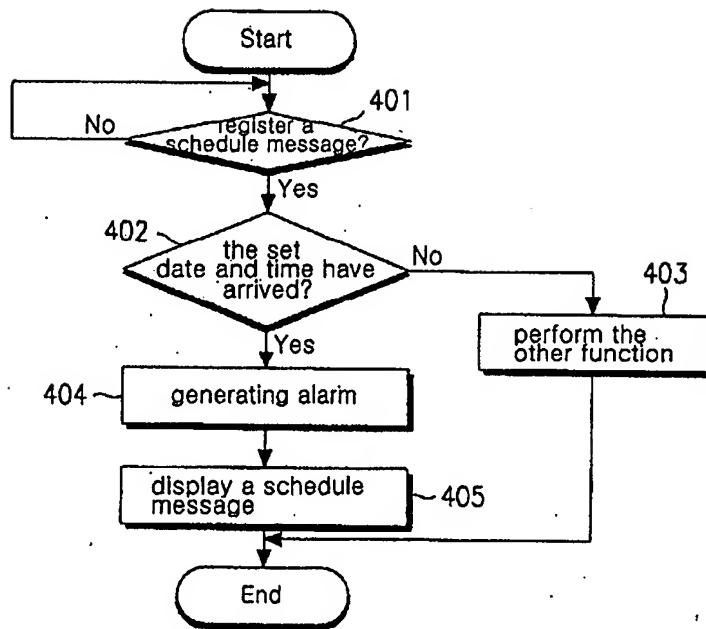 Start
401
No
register a
schedule message?
Yes
402
the set
date and time have
arrived?
No
403
perform the
other function
Yes
404
generating alarm
display a schedule
message
405
End